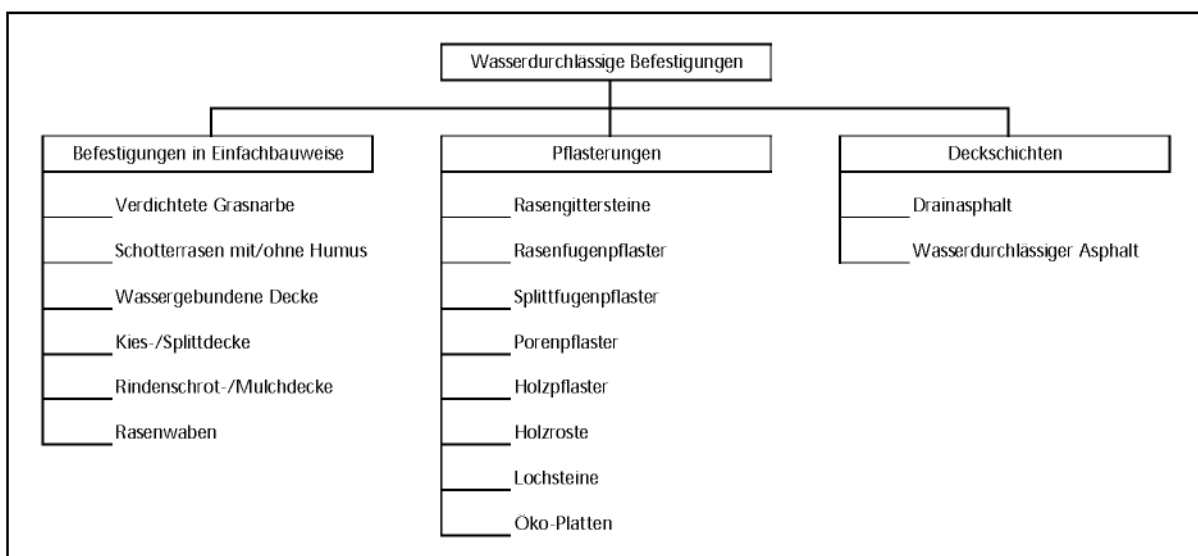 Wasserdurchlässige Befestigungen
Befestigungen in Einfachbauweise
Verdichtete Grasnarbe
Schotterrasen mit/ohne Humus
Wassergebundene Decke
Kies-/Splittdecke
Rindenschrot-/Mulchdecke
Rasenwaben
Pflasterungen
Rasengittersteine
Rasenfugenpflaster
Splittfugenpflaster
Porenpflaster
Holzpflaster
Holzroste
Lochsteine
Öko-Platten
Deckschichten
Drainasphalt
Wasserdurchlässiger Asphalt